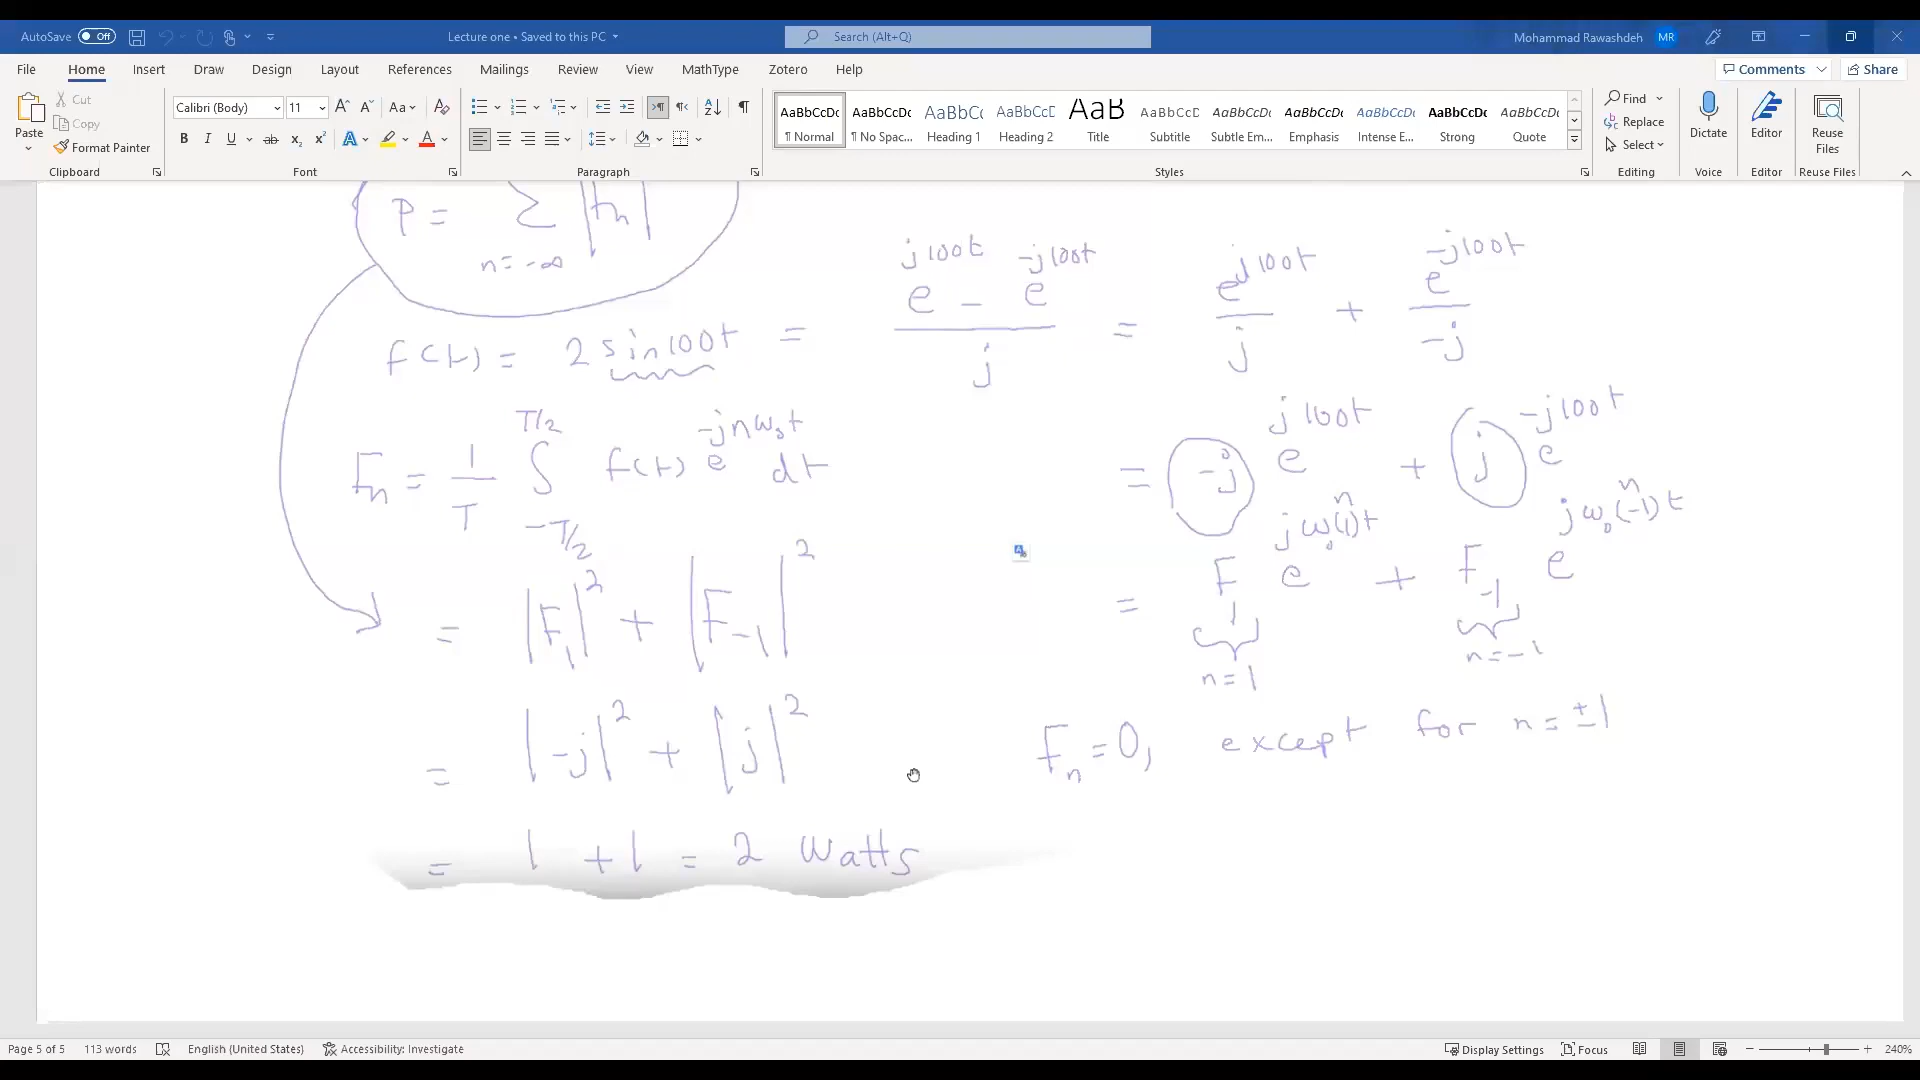 AutoSave Off Lecture one • Saved to this PC Search (Alt+Q) Mohammad Rawashdeh MR
File Home Insert Draw Design Layout References Mailings Review View MathType Zotero Help Comments Share
Paste Cut Copy Format Painter Clipboard
Calibri (Body) 11 Font
Paragraph
AaBbCcDc ¶ Normal AaBbCcDc ¶ No Spac... AaBbCc Heading 1 AaBbCcD Heading 2 AaB Title AaBbCcD Subtitle AaBbCcDc Subtle Em... AaBbCcDc Emphasis AaBbCcDc Intense E... AaBbCcDc Strong AaBbCcDc Quote Styles
Find Replace Select Editing
Dictate Voice
Editor Editor
Reuse Files Reuse Files
P = ∑ n=-∞ |Fn|
f(t) = 2 sin100t = (e^{j100t} - e^{-j100t}) / j = e^{j100t}/j + e^{-j100t}/-j
Fn = 1/T ∫_{-T/2}^{T/2} f(t) e^{-jnω₀t} dt
= -j e^{j100t} + j e^{-j100t}
= F₁ e^{jω₀(1)t} + F₋₁ e^{jω₀(-1)t}
n n
n=1 n=-1
= |F₁|² + |F₋₁|²
= |-j|² + |j|²
Fn = 0, except for n = ±1
= 1 + 1 = 2 Watts
Page 5 of 5 113 words English (United States) Accessibility: Investigate Display Settings Focus 240%